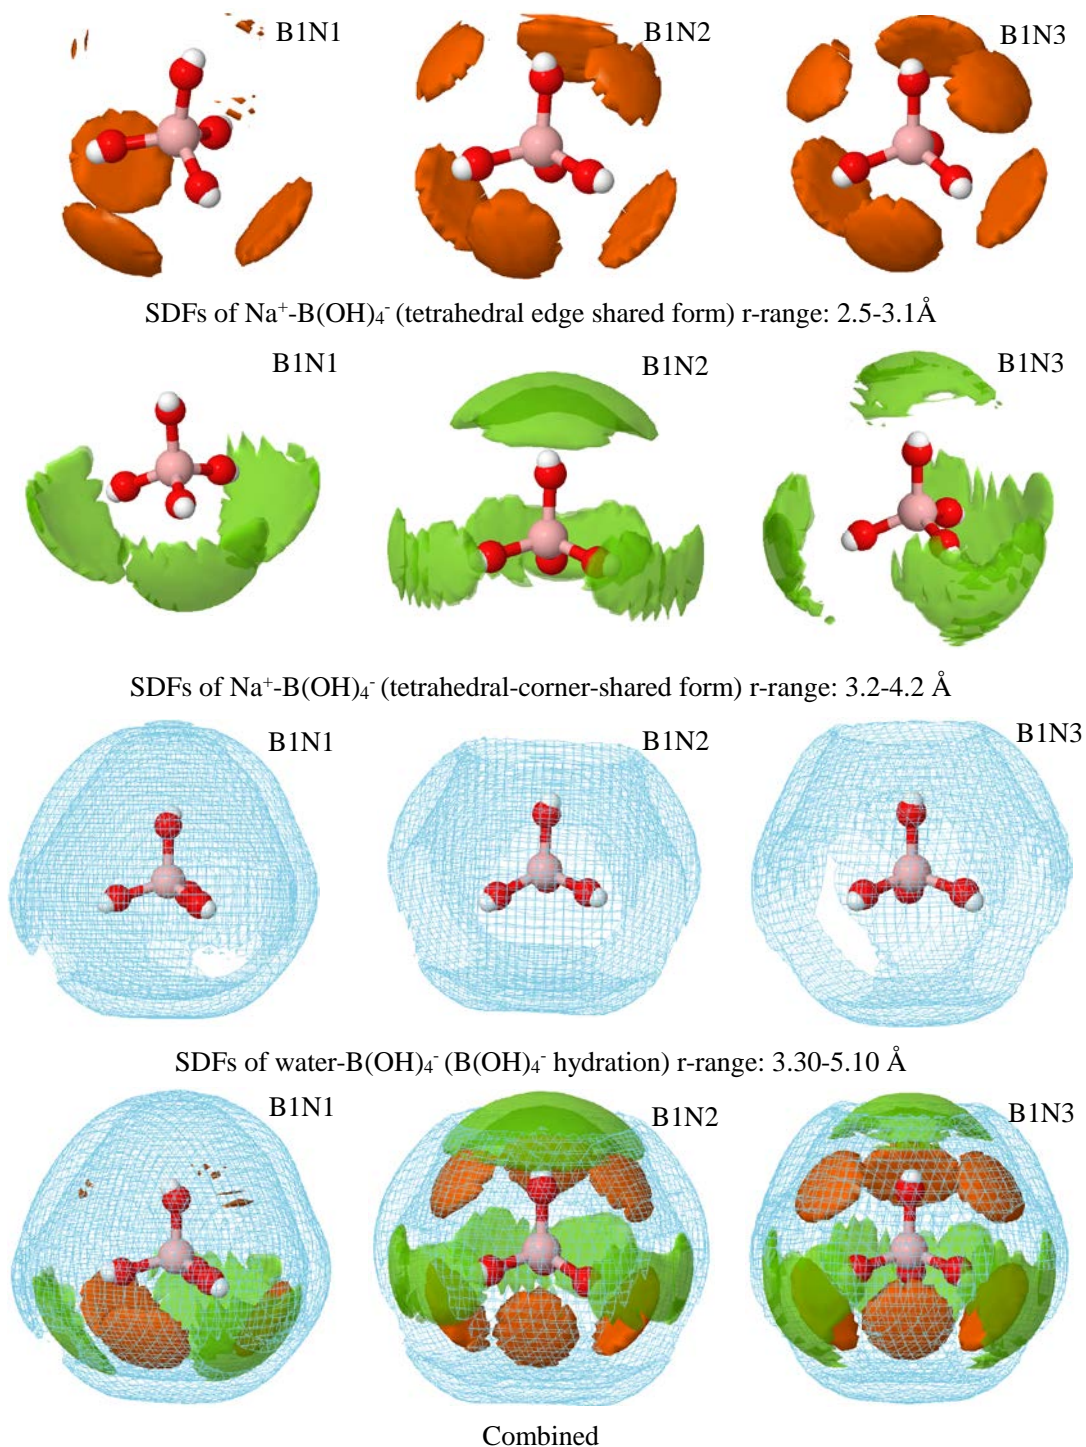 B1N1 B1N2 B1N3
SDFs of Na⁺-B(OH)₄⁻ (tetrahedral edge shared form) r-range: 2.5-3.1Å
B1N1 B1N2 B1N3
SDFs of Na⁺-B(OH)₄⁻ (tetrahedral-corner-shared form) r-range: 3.2-4.2 Å
B1N1 B1N2 B1N3
SDFs of water-B(OH)₄⁻ (B(OH)₄⁻ hydration) r-range: 3.30-5.10 Å
B1N1 B1N2 B1N3
Combined